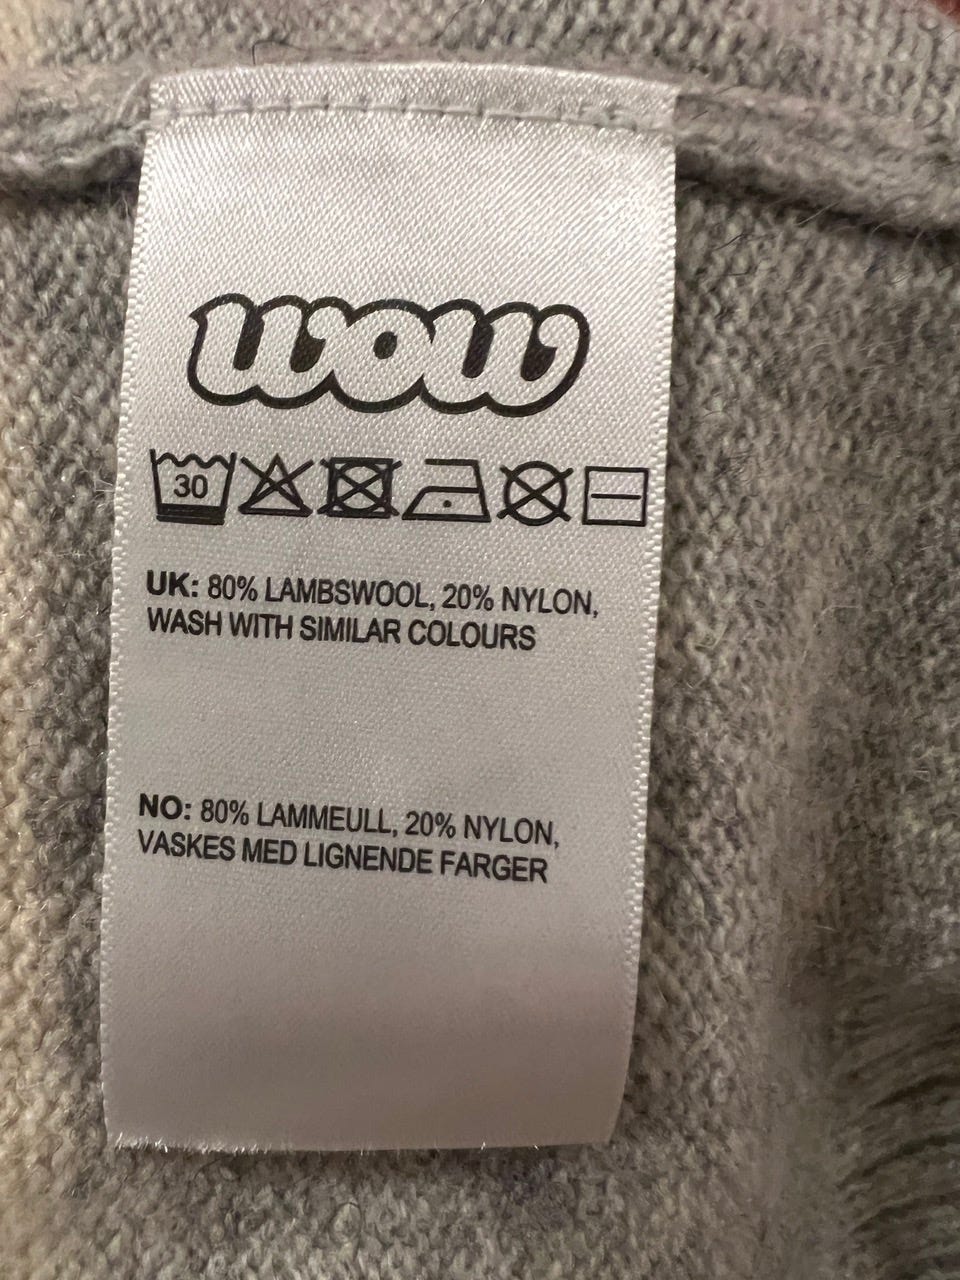 wow
30
UK: 80% LAMBSWOOL, 20% NYLON,
WASH WITH SIMILAR COLOURS
NO: 80% LAMMEULL, 20% NYLON,
VASKES MED LIGNENDE FARGER